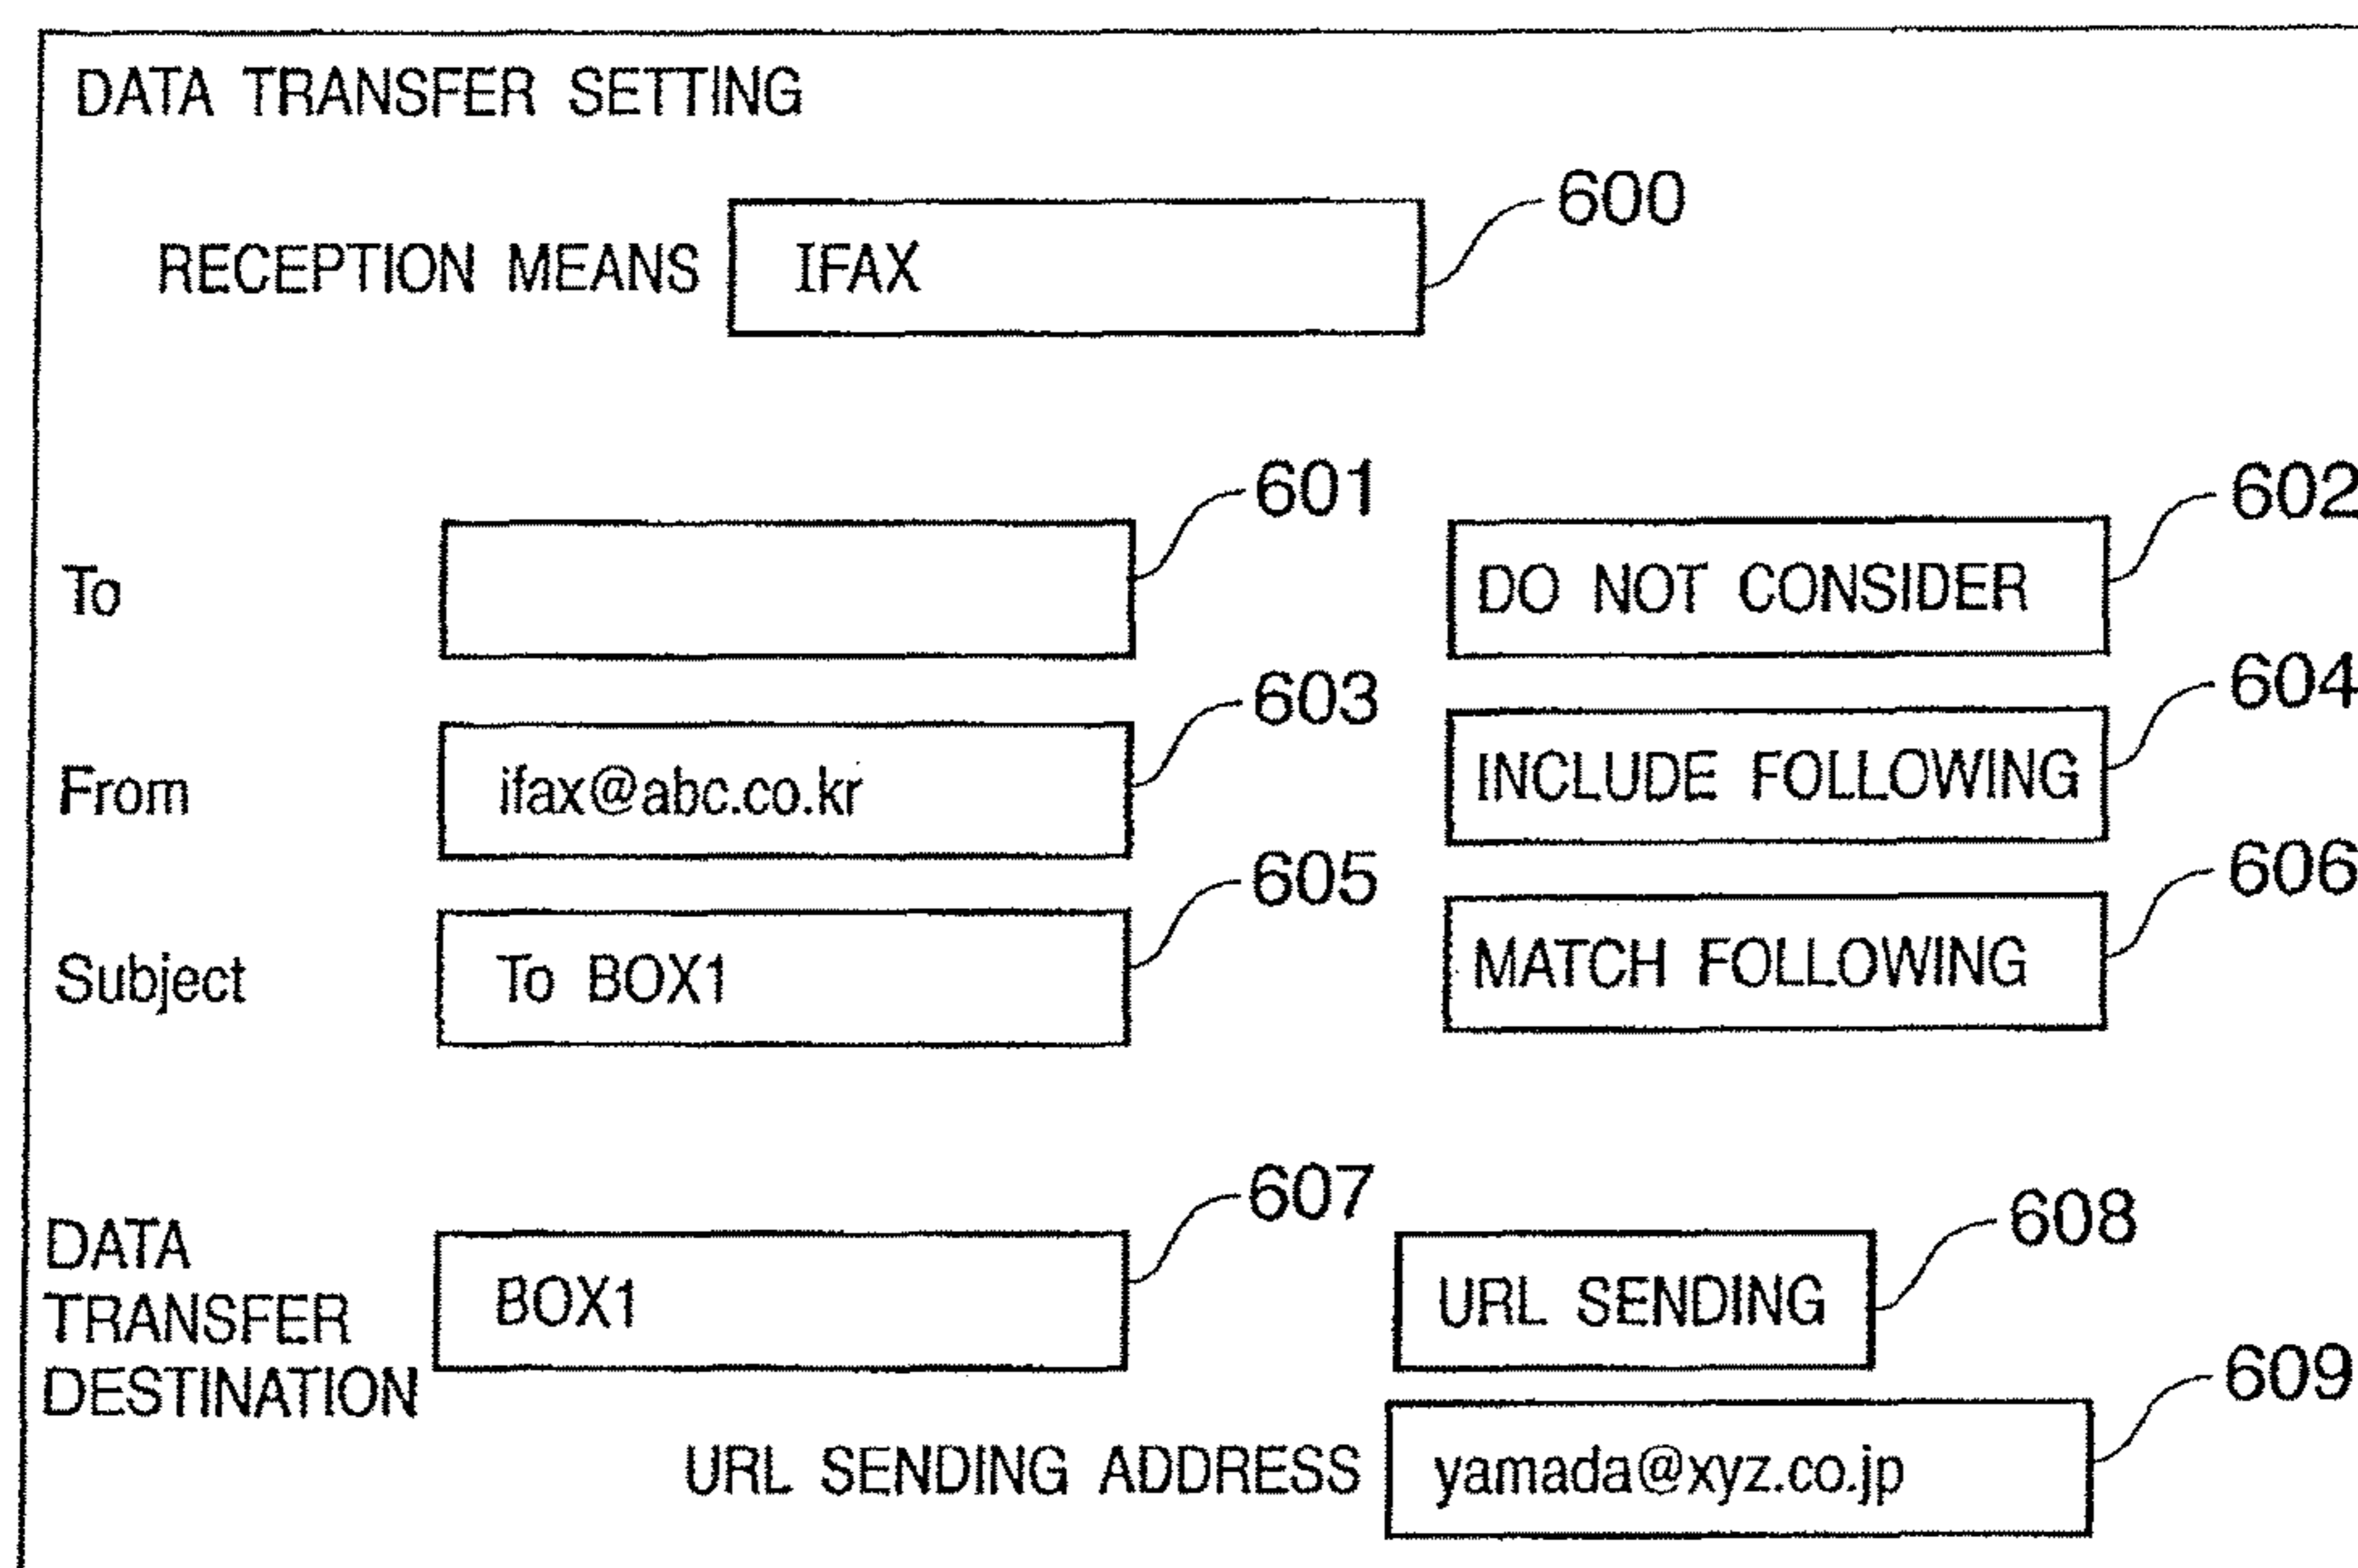 DATA TRANSFER SETTING
600
RECEPTION MEANS IFAX
601 602
To DO NOT CONSIDER
603 604
From ifax@abc.co.kr INCLUDE FOLLOWING
605 606
Subject To BOX1 MATCH FOLLOWING
607 608
DATA
TRANSFER BOX1 URL SENDING
DESTINATION 609
URL SENDING ADDRESS yamada@xyz.co.jp